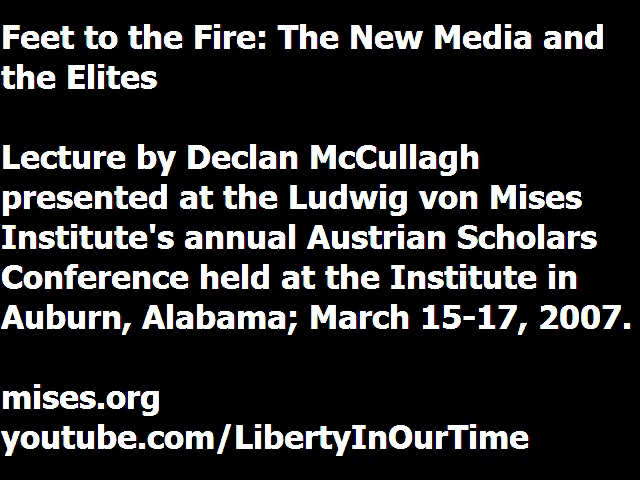 Feet to the Fire: The New Media and
the Elites
Lecture by Declan McCullagh
presented at the Ludwig von Mises
Institute's annual Austrian Scholars
Conference held at the Institute in
Auburn, Alabama; March 15-17, 2007.
mises.org
youtube.com/LibertyInOurTime